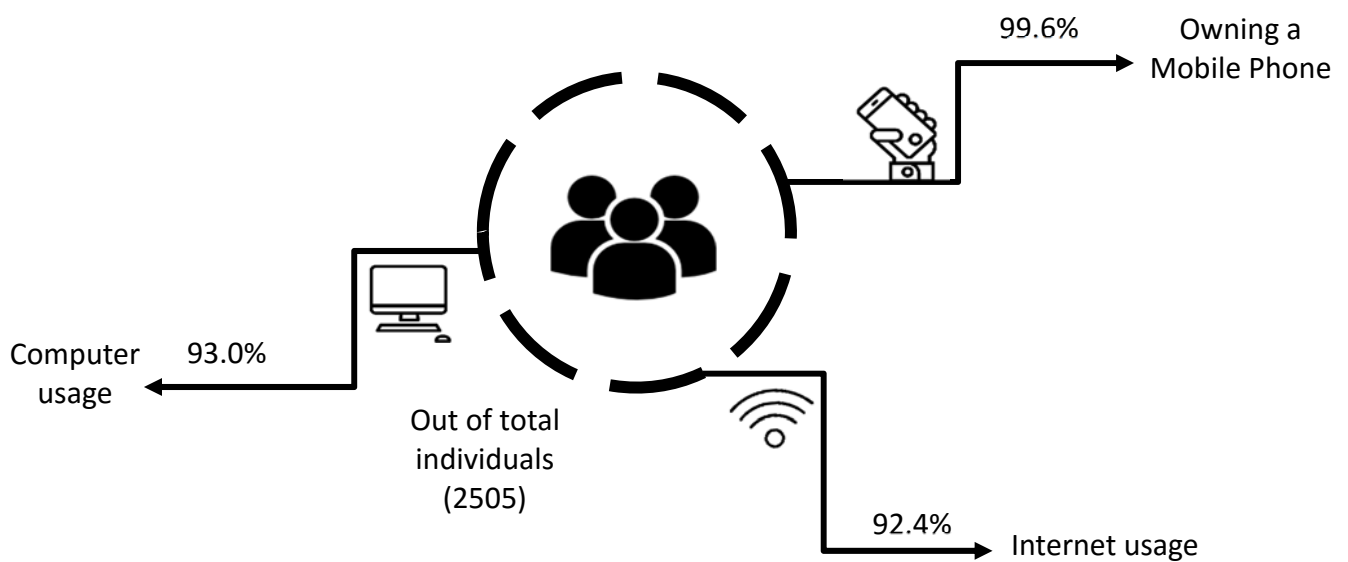 99.6%
Owning a
Mobile Phone
Computer
usage
93.0%
Out of total
individuals
(2505)
92.4%
Internet usage